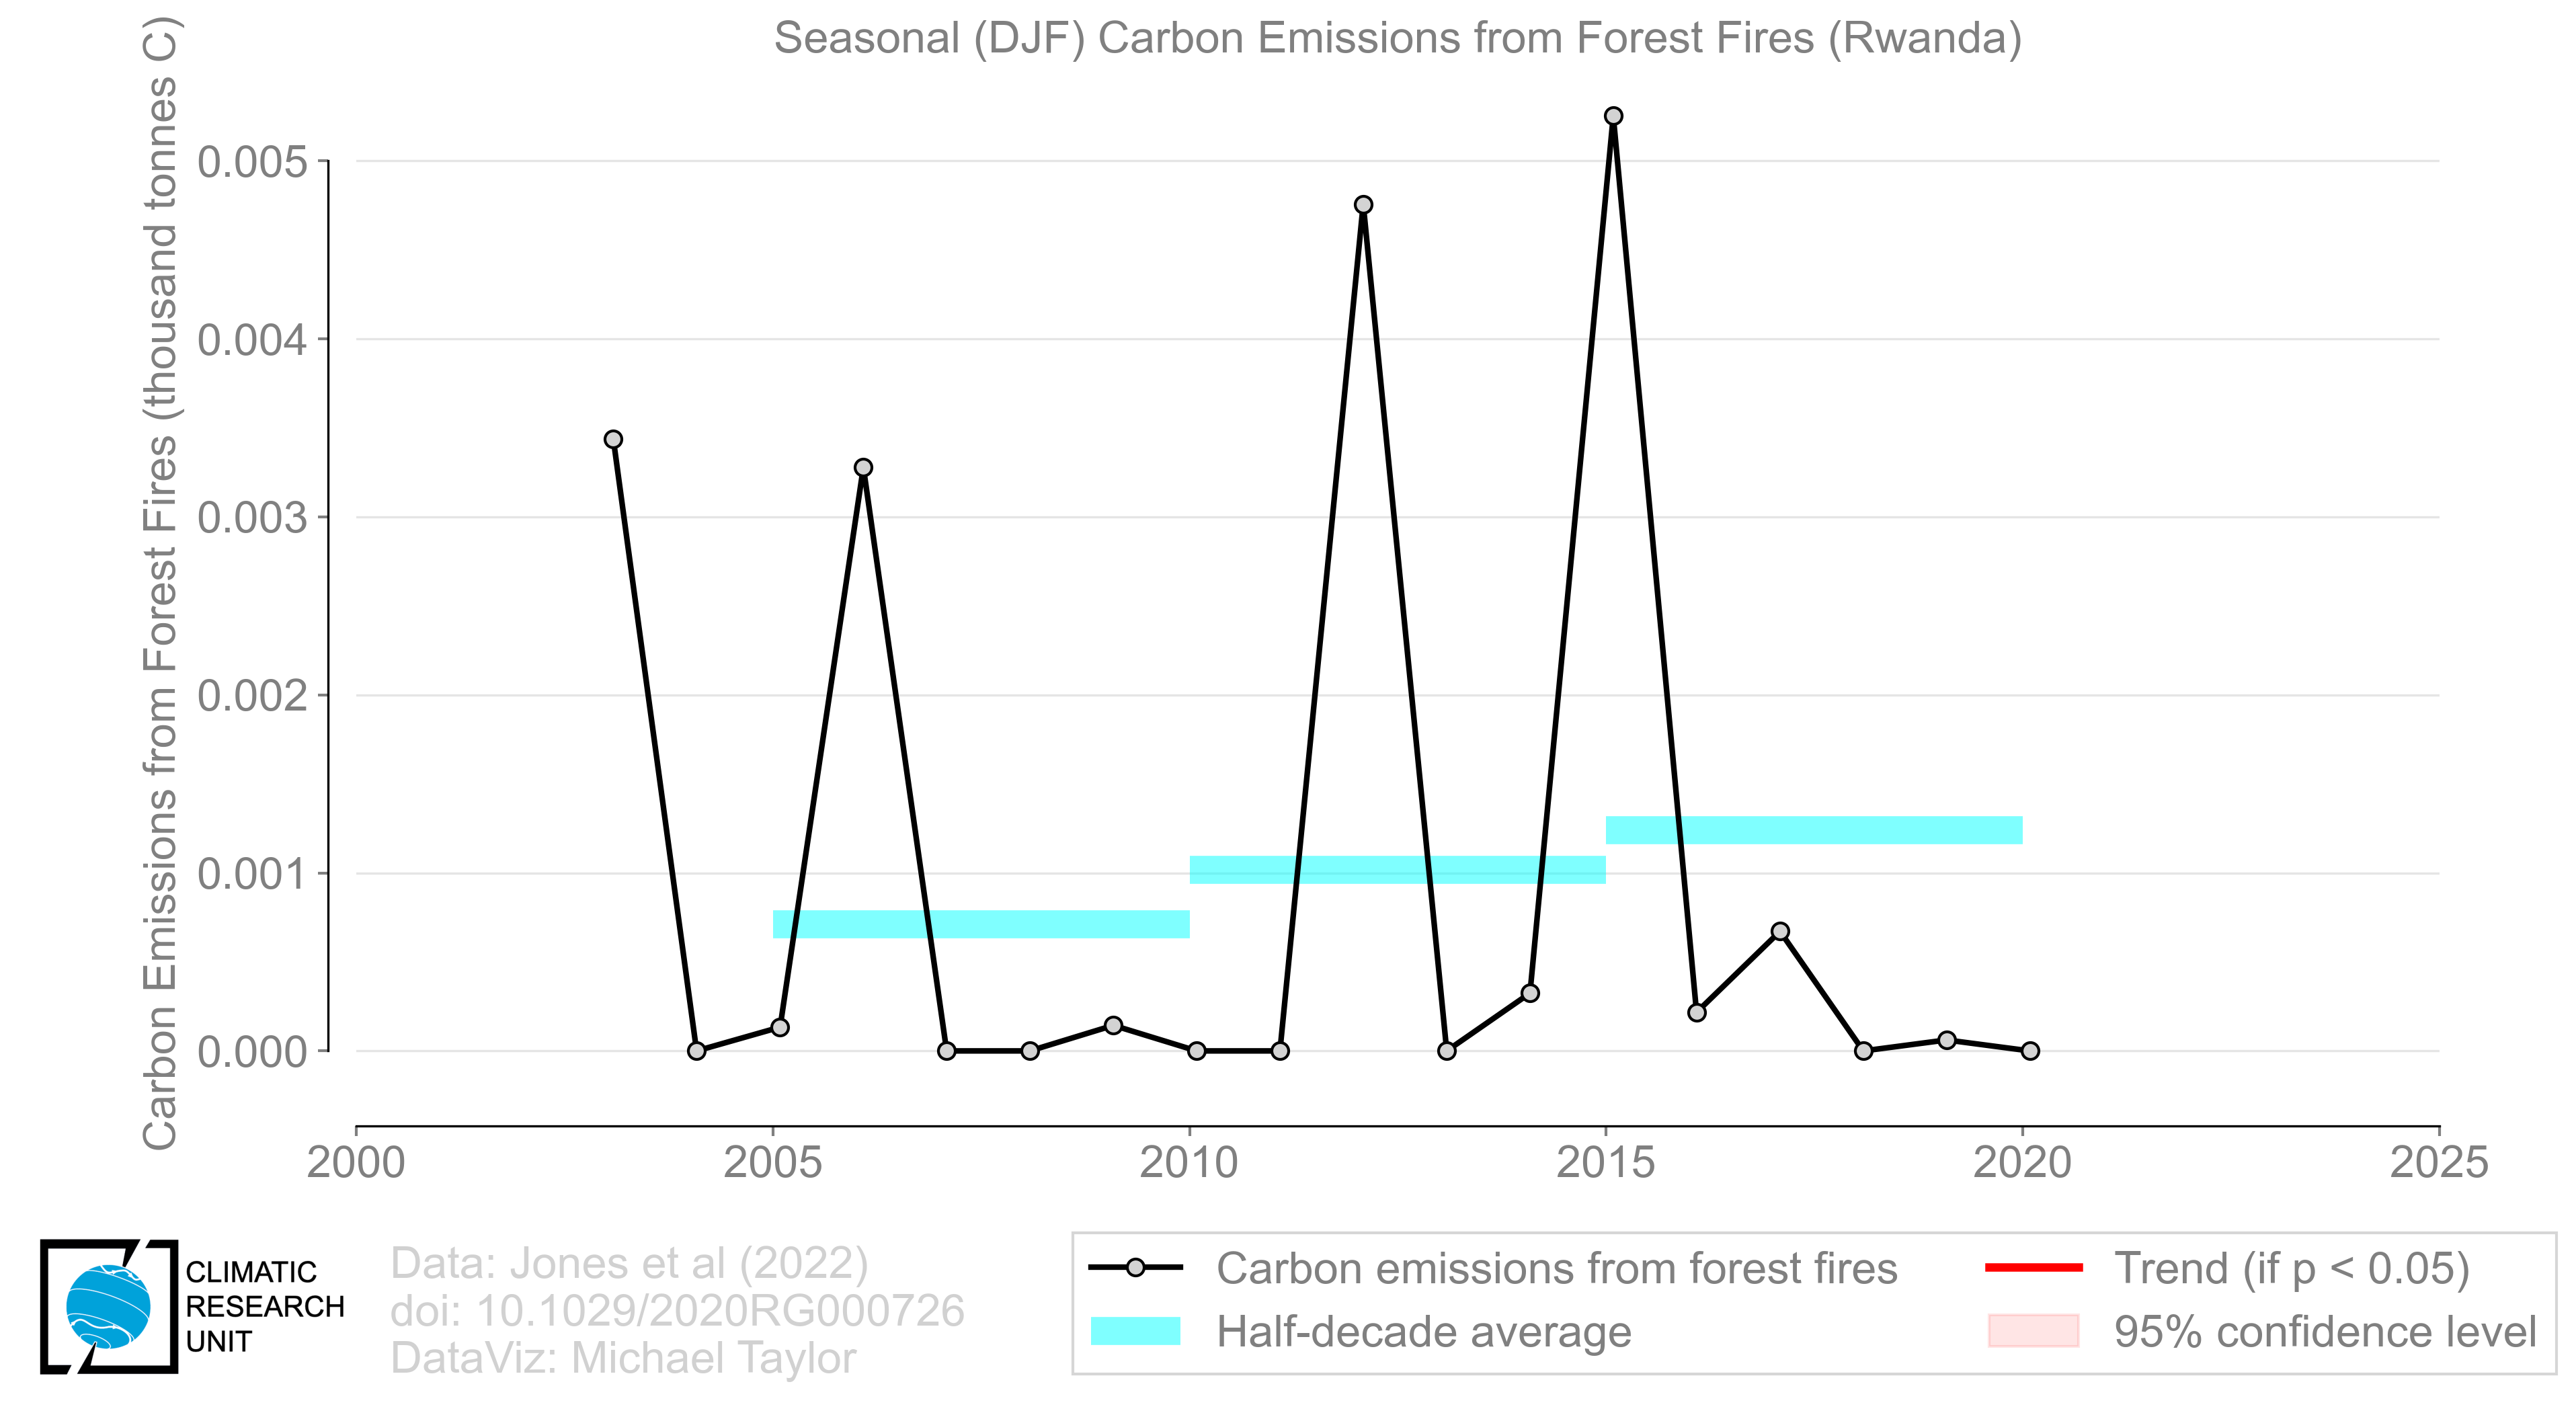 Seasonal (DJF) Carbon Emissions from Forest Fires (Rwanda)
Carbon Emissions from Forest Fires (thousand tonnes C)
0.005
0.004
0.003
0.002
0.001
0.000
2000
2005
2010
2015
2020
2025
CLIMATIC
RESEARCH
UNIT
Data: Jones et al (2022)
doi: 10.1029/2020RG000726
DataViz: Michael Taylor
Carbon emissions from forest fires
Half-decade average
Trend (if p < 0.05)
95% confidence level